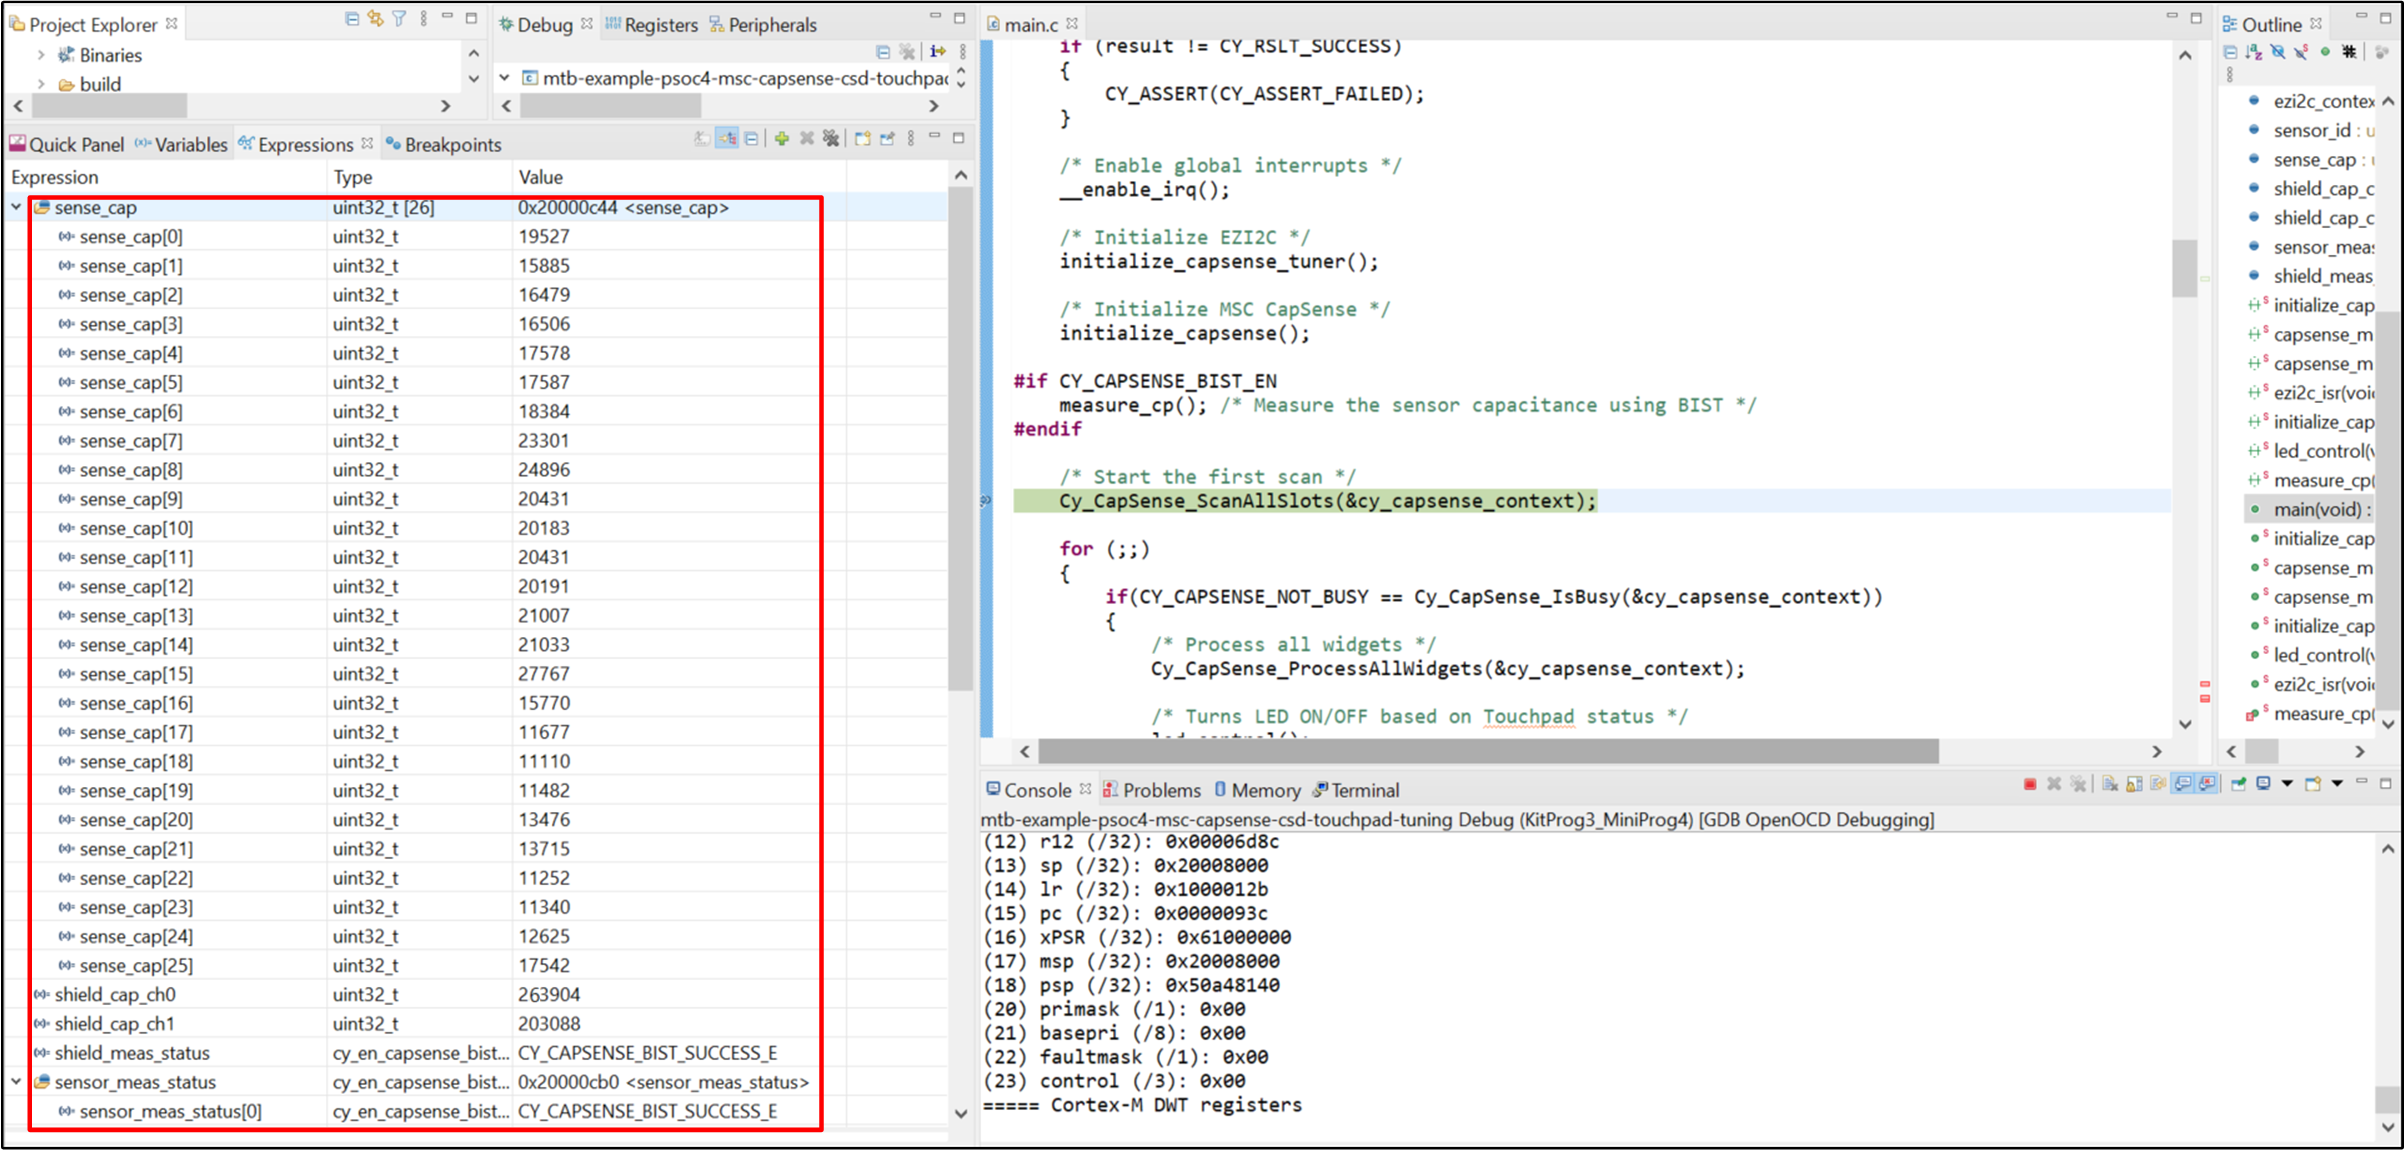 Project Explorer
Binaries
build
Debug Registers Peripherals
mtb-example-psoc4-msc-capsense-csd-touchpad
Quick Panel Variables Expressions Breakpoints
Expression Type Value
sense_cap uint32_t [26] 0x20000c44 <sense_cap>
sense_cap[0] uint32_t 19527
sense_cap[1] uint32_t 15885
sense_cap[2] uint32_t 16479
sense_cap[3] uint32_t 16506
sense_cap[4] uint32_t 17578
sense_cap[5] uint32_t 17587
sense_cap[6] uint32_t 18384
sense_cap[7] uint32_t 23301
sense_cap[8] uint32_t 24896
sense_cap[9] uint32_t 20431
sense_cap[10] uint32_t 20183
sense_cap[11] uint32_t 20431
sense_cap[12] uint32_t 20191
sense_cap[13] uint32_t 21007
sense_cap[14] uint32_t 21033
sense_cap[15] uint32_t 27767
sense_cap[16] uint32_t 15770
sense_cap[17] uint32_t 11677
sense_cap[18] uint32_t 11110
sense_cap[19] uint32_t 11482
sense_cap[20] uint32_t 13476
sense_cap[21] uint32_t 13715
sense_cap[22] uint32_t 11252
sense_cap[23] uint32_t 11340
sense_cap[24] uint32_t 12625
sense_cap[25] uint32_t 17542
shield_cap_ch0 uint32_t 263904
shield_cap_ch1 uint32_t 203088
shield_meas_status cy_en_capsense_bist... CY_CAPSENSE_BIST_SUCCESS_E
sensor_meas_status cy_en_capsense_bist... 0x20000cb0 <sensor_meas_status>
sensor_meas_status[0] cy_en_capsense_bist... CY_CAPSENSE_BIST_SUCCESS_E
main.c
if (result != CY_RSLT_SUCCESS)
{
CY_ASSERT(CY_ASSERT_FAILED);
}
/* Enable global interrupts */
__enable_irq();
/* Initialize EZI2C */
initialize_capsense_tuner();
/* Initialize MSC CapSense */
initialize_capsense();
#if CY_CAPSENSE_BIST_EN
measure_cp(); /* Measure the sensor capacitance using BIST */
#endif
/* Start the first scan */
Cy_CapSense_ScanAllSlots(&cy_capsense_context);
for (;;)
{
if(CY_CAPSENSE_NOT_BUSY == Cy_CapSense_IsBusy(&cy_capsense_context))
{
/* Process all widgets */
Cy_CapSense_ProcessAllWidgets(&cy_capsense_context);
/* Turns LED ON/OFF based on Touchpad status */
led_control();
Console Problems Memory Terminal
mtb-example-psoc4-msc-capsense-csd-touchpad-tuning Debug (KitProg3_MiniProg4) [GDB OpenOCD Debugging]
(12) r12 (/32): 0x00006d8c
(13) sp (/32): 0x20008000
(14) lr (/32): 0x1000012b
(15) pc (/32): 0x0000093c
(16) xPSR (/32): 0x61000000
(17) msp (/32): 0x20008000
(18) psp (/32): 0x50a48140
(20) primask (/1): 0x00
(21) basepri (/8): 0x00
(22) faultmask (/1): 0x00
(23) control (/3): 0x00
===== Cortex-M DWT registers
Outline
ezi2c_contex
sensor_id : u
sense_cap : u
shield_cap_c
shield_cap_c
sensor_meas
shield_meas_
initialize_cap
capsense_m
capsense_m
ezi2c_isr(voi
initialize_cap
led_control(v
measure_cp(
main(void) :
initialize_cap
capsense_m
capsense_m
initialize_cap
led_control(v
ezi2c_isr(voi
measure_cp(